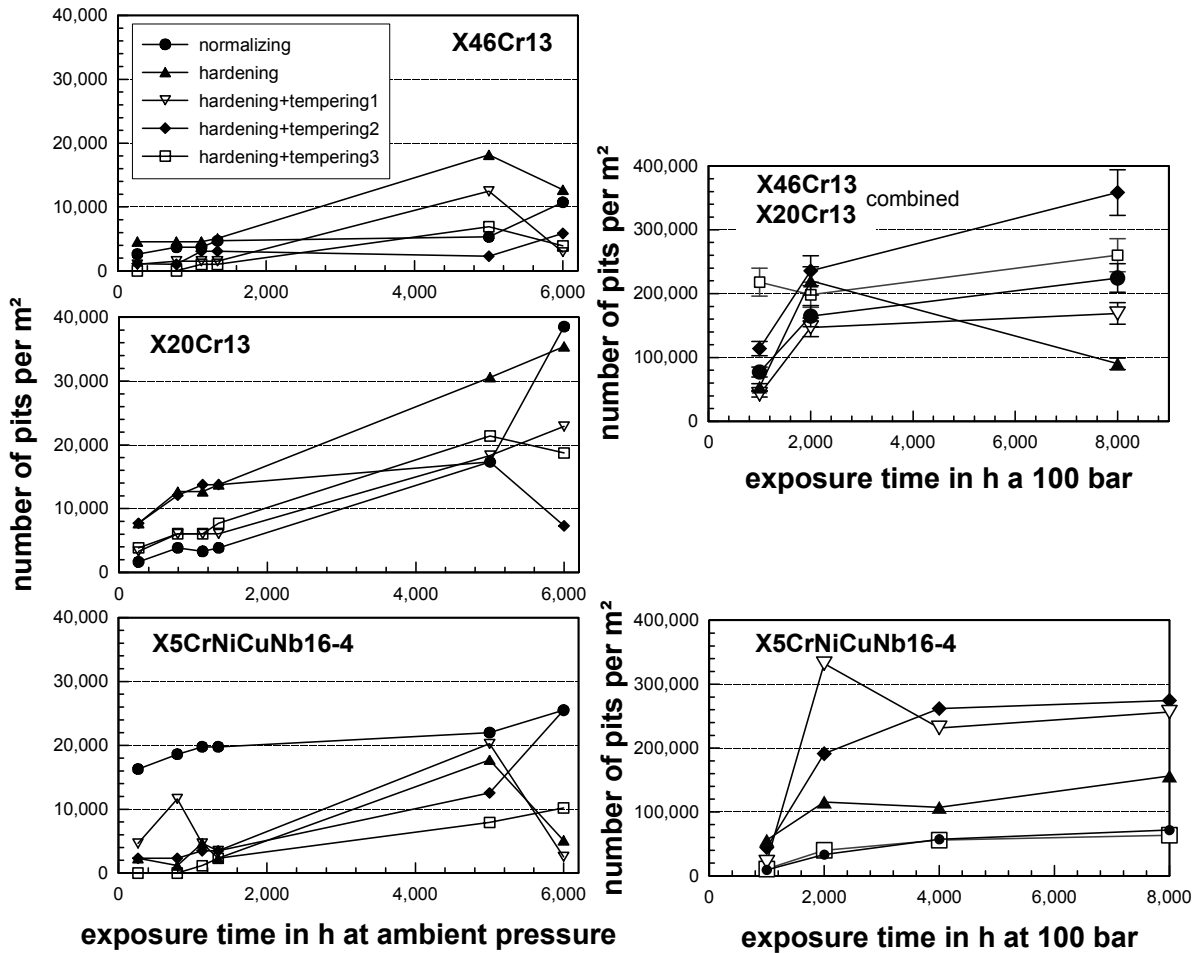 number of pits per m²
40,000
30,000
20,000
10,000
0
normalizing
hardening
hardening+tempering1
hardening+tempering2
hardening+tempering3
X46Cr13
0 2,000 4,000 6,000
40,000
30,000
20,000
10,000
0
X20Cr13
0 2,000 4,000 6,000
40,000
30,000
20,000
10,000
0
X5CrNiCuNb16-4
0 2,000 4,000 6,000
exposure time in h at ambient pressure
number of pits per m²
400,000
300,000
200,000
100,000
0
X46Cr13
X20Cr13
combined
0 2,000 4,000 6,000 8,000
exposure time in h a 100 bar
number of pits per m²
400,000
300,000
200,000
100,000
0
X5CrNiCuNb16-4
0 2,000 4,000 6,000 8,000
exposure time in h at 100 bar